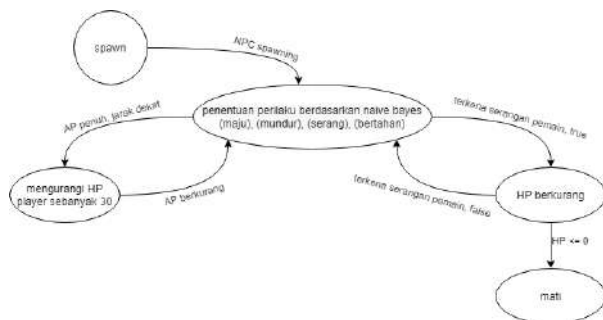 spawn
NPC spawning
penentuan perilaku berdasarkan naive bayes
(maju), (mundur), (serang), (bertahan)
AP penuh, jarak dekat
terkena serangan pemain, true
mengurangi HP
player sebanyak 30
AP berkurang
terkena serangan pemain, false
HP berkurang
HP <= 0
mati